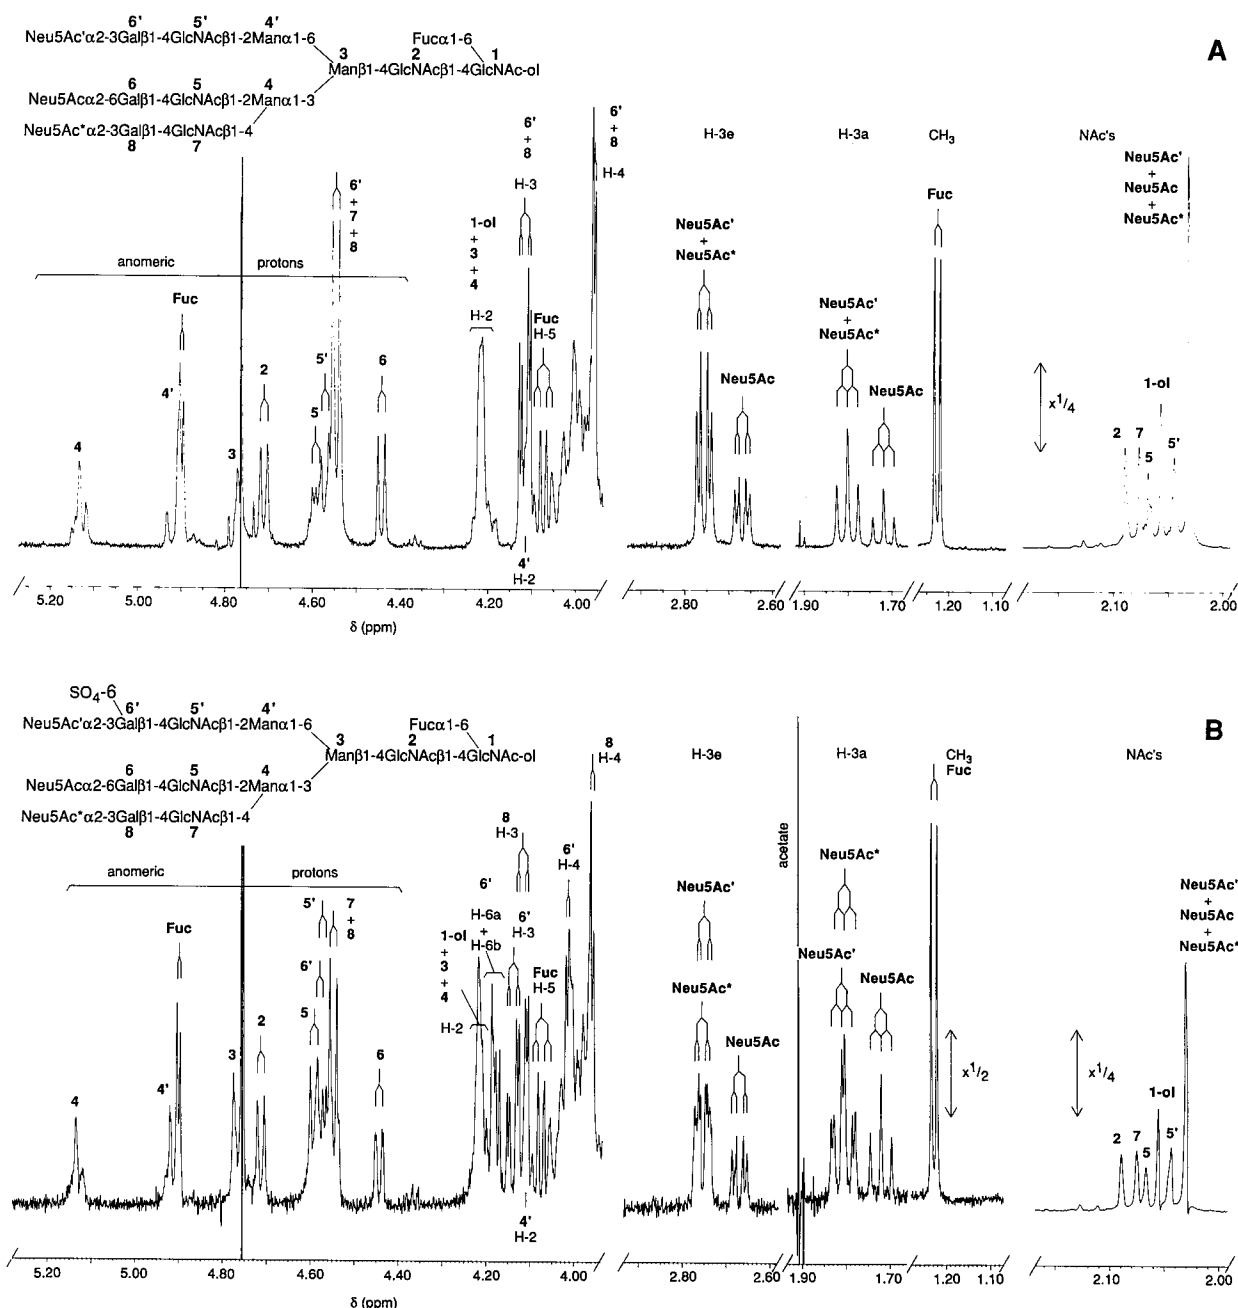 A
6' 5' 4'
Neu5Ac'α2-3Galβ1-4GlcNAcβ1-2Manα1-6
Fucα1-6
3 2 1
Manβ1-4GlcNAcβ1-4GlcNAc-ol
6 5 4
Neu5Acα2-6Galβ1-4GlcNAcβ1-2Manα1-3
Neu5Ac*α2-3Galβ1-4GlcNAcβ1-4
8 7
anomeric protons
4
4'
Fuc
3
2
5
5'
6'
+
7
+
8
6
1-ol
+
3
+
4
H-2
6'
+
8
H-3
4'
H-2
Fuc
H-5
6'
+
8
H-4
H-3e
Neu5Ac'
+
Neu5Ac*
Neu5Ac
H-3a
Neu5Ac'
+
Neu5Ac*
Neu5Ac
CH3
Fuc
NAc's
Neu5Ac'
+
Neu5Ac
+
Neu5Ac*
x1/4
2
7
5
1-ol
5'
5.20 5.00 4.80 4.60 4.40 4.20 4.00 2.80 2.60 1.90 1.70 1.20 1.10 2.10 2.00
δ (ppm)
B
SO4-6
6' 5' 4'
Neu5Ac'α2-3Galβ1-4GlcNAcβ1-2Manα1-6
Fucα1-6
3 2 1
Manβ1-4GlcNAcβ1-4GlcNAc-ol
6 5 4
Neu5Acα2-6Galβ1-4GlcNAcβ1-2Manα1-3
Neu5Ac*α2-3Galβ1-4GlcNAcβ1-4
8 7
anomeric protons
4
4'
Fuc
3
2
5
6'
5'
7
+
8
6
1-ol
+
3
+
4
H-2
6'
H-6a
+
H-6b
8
H-3
6'
H-3
4'
H-2
Fuc
H-5
6'
H-4
8
H-4
H-3e
Neu5Ac'
Neu5Ac*
Neu5Ac
acetate
H-3a
Neu5Ac*
Neu5Ac'
Neu5Ac
CH3
Fuc
x1/2
NAc's
Neu5Ac'
+
Neu5Ac
+
Neu5Ac*
x1/4
2
7
5
1-ol
5'
5.20 5.00 4.80 4.60 4.40 4.20 4.00 2.80 2.60 1.90 1.70 1.20 1.10 2.10 2.00
δ (ppm)